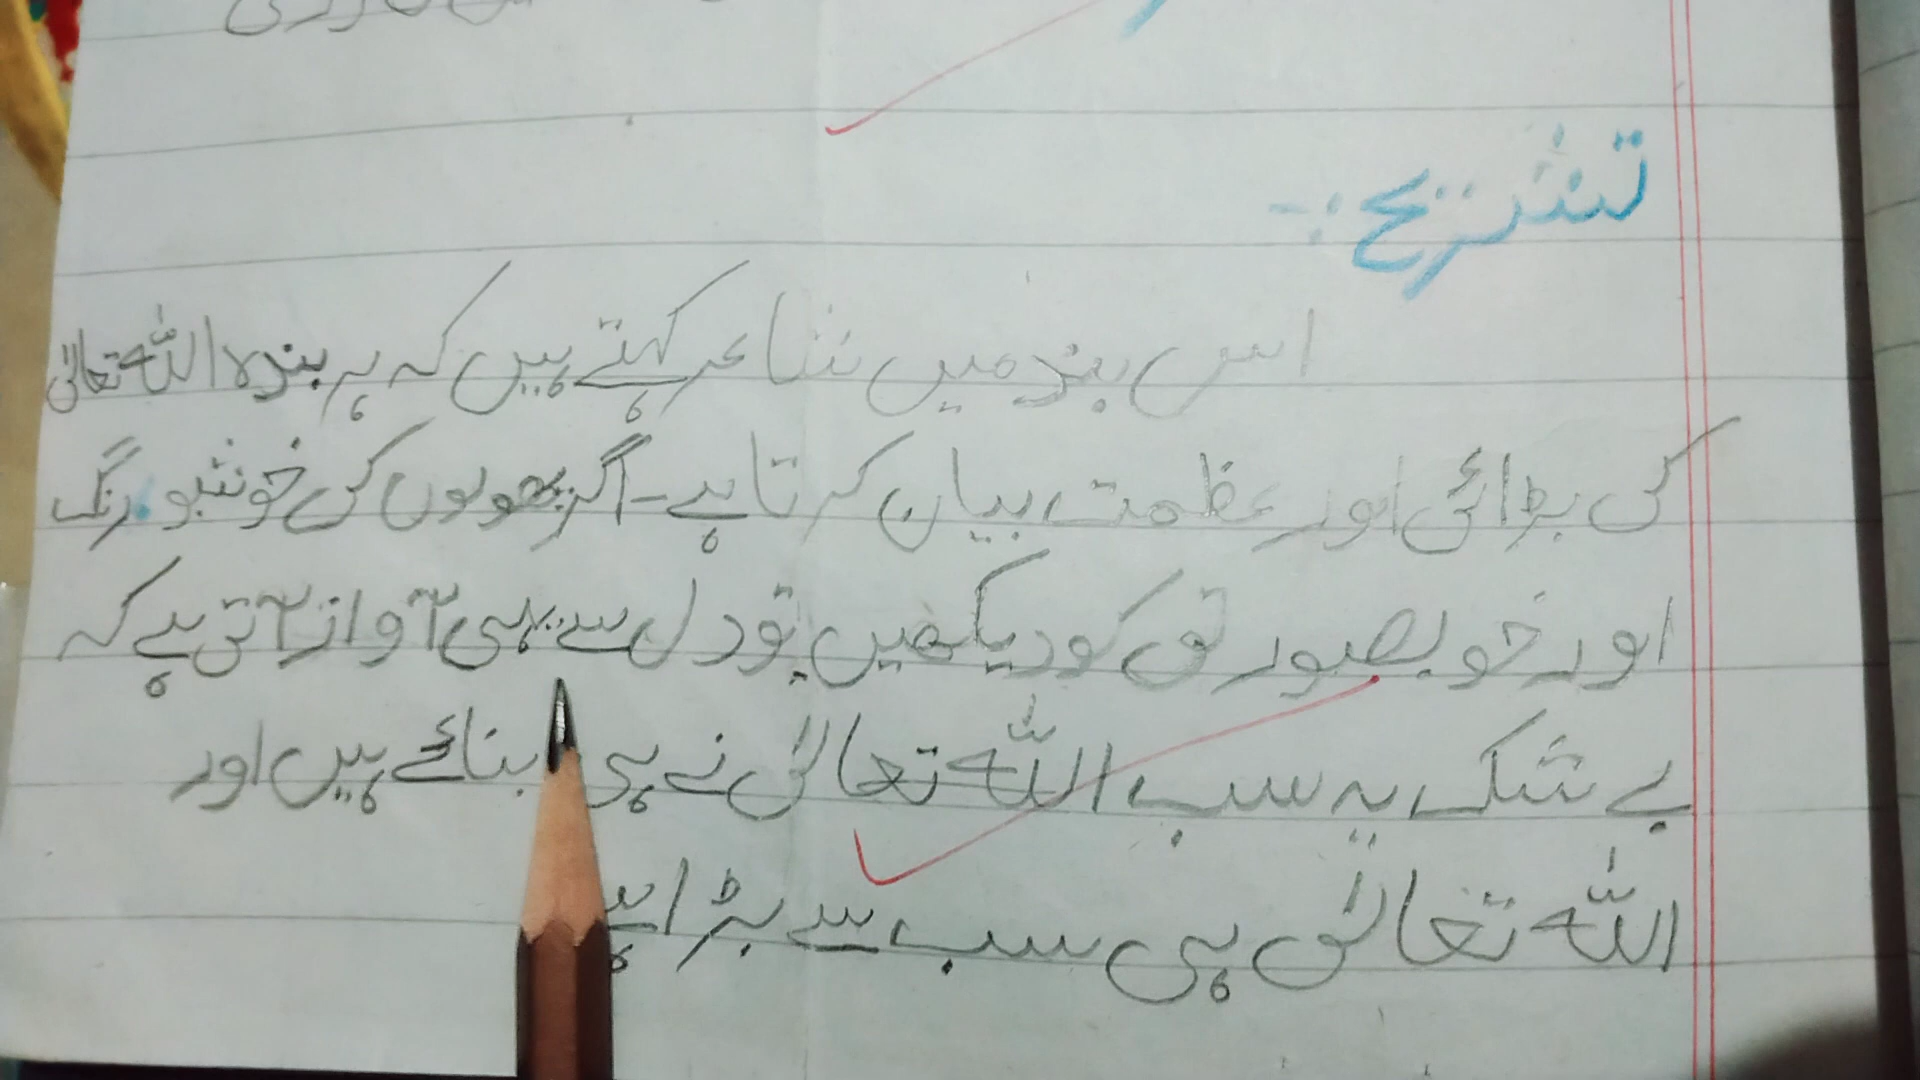 تشریح:-
اس بند میں شاعر کہتے ہیں کہ ہر بندہ اللہ تعالیٰ
کی بڑائی اور عظمت بیان کرتا ہے - اگر پھولوں کی خوشبو، رنگ
اور خوبصورتی کو دیکھیں تو دل سے یہی آواز آتی ہے کہ
بے شک یہ سب اللہ تعالیٰ نے ہی بنائے ہیں اور
اللہ تعالیٰ ہی سب سے بڑا ہے